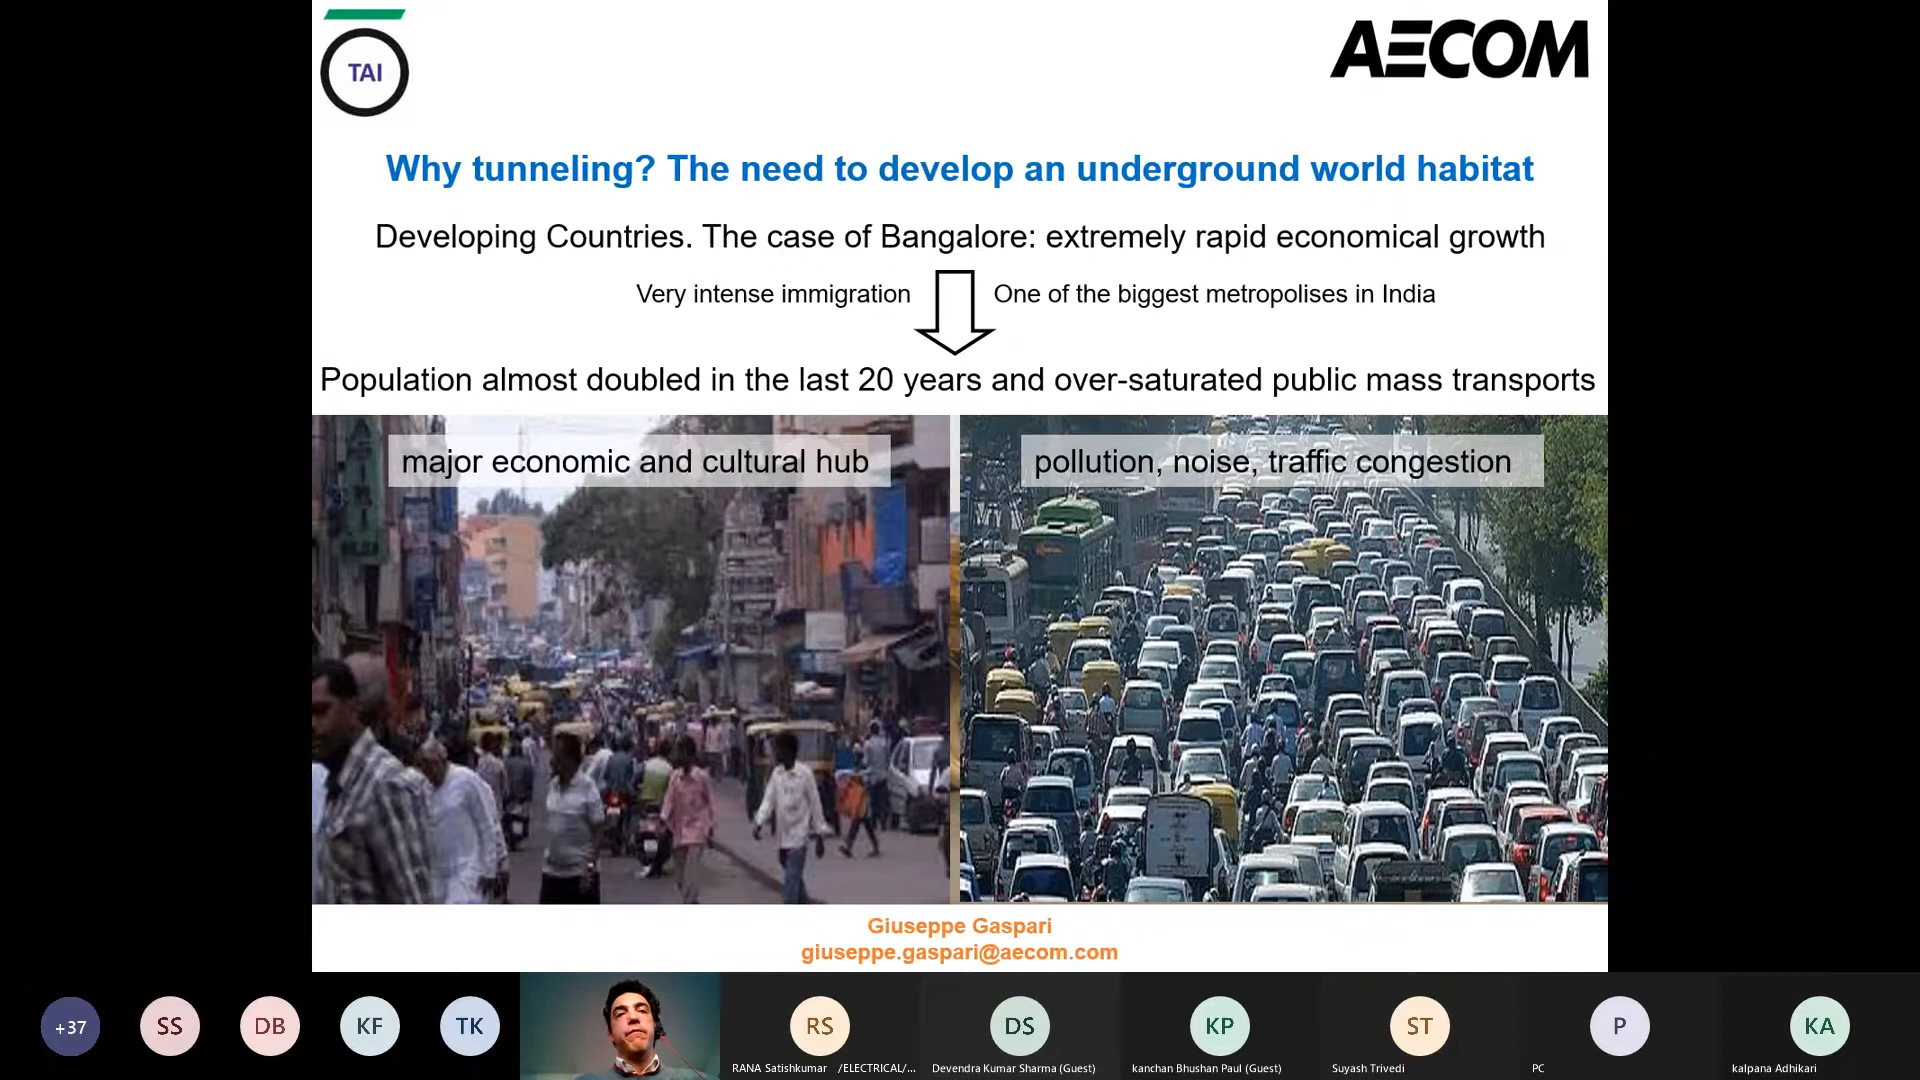 TAI
AECOM
Why tunneling? The need to develop an underground world habitat
Developing Countries. The case of Bangalore: extremely rapid economical growth
Very intense immigration
One of the biggest metropolises in India
Population almost doubled in the last 20 years and over-saturated public mass transports
major economic and cultural hub
pollution, noise, traffic congestion
Giuseppe Gaspari
giuseppe.gaspari@aecom.com
+37
SS
DB
KF
TK
RS
DS
KP
ST
P
KA
RANA Satishkumar /ELECTRICAL/...
Devendra Kumar Sharma (Guest)
kanchan Bhushan Paul (Guest)
Suyash Trivedi
PC
kalpana Adhikari